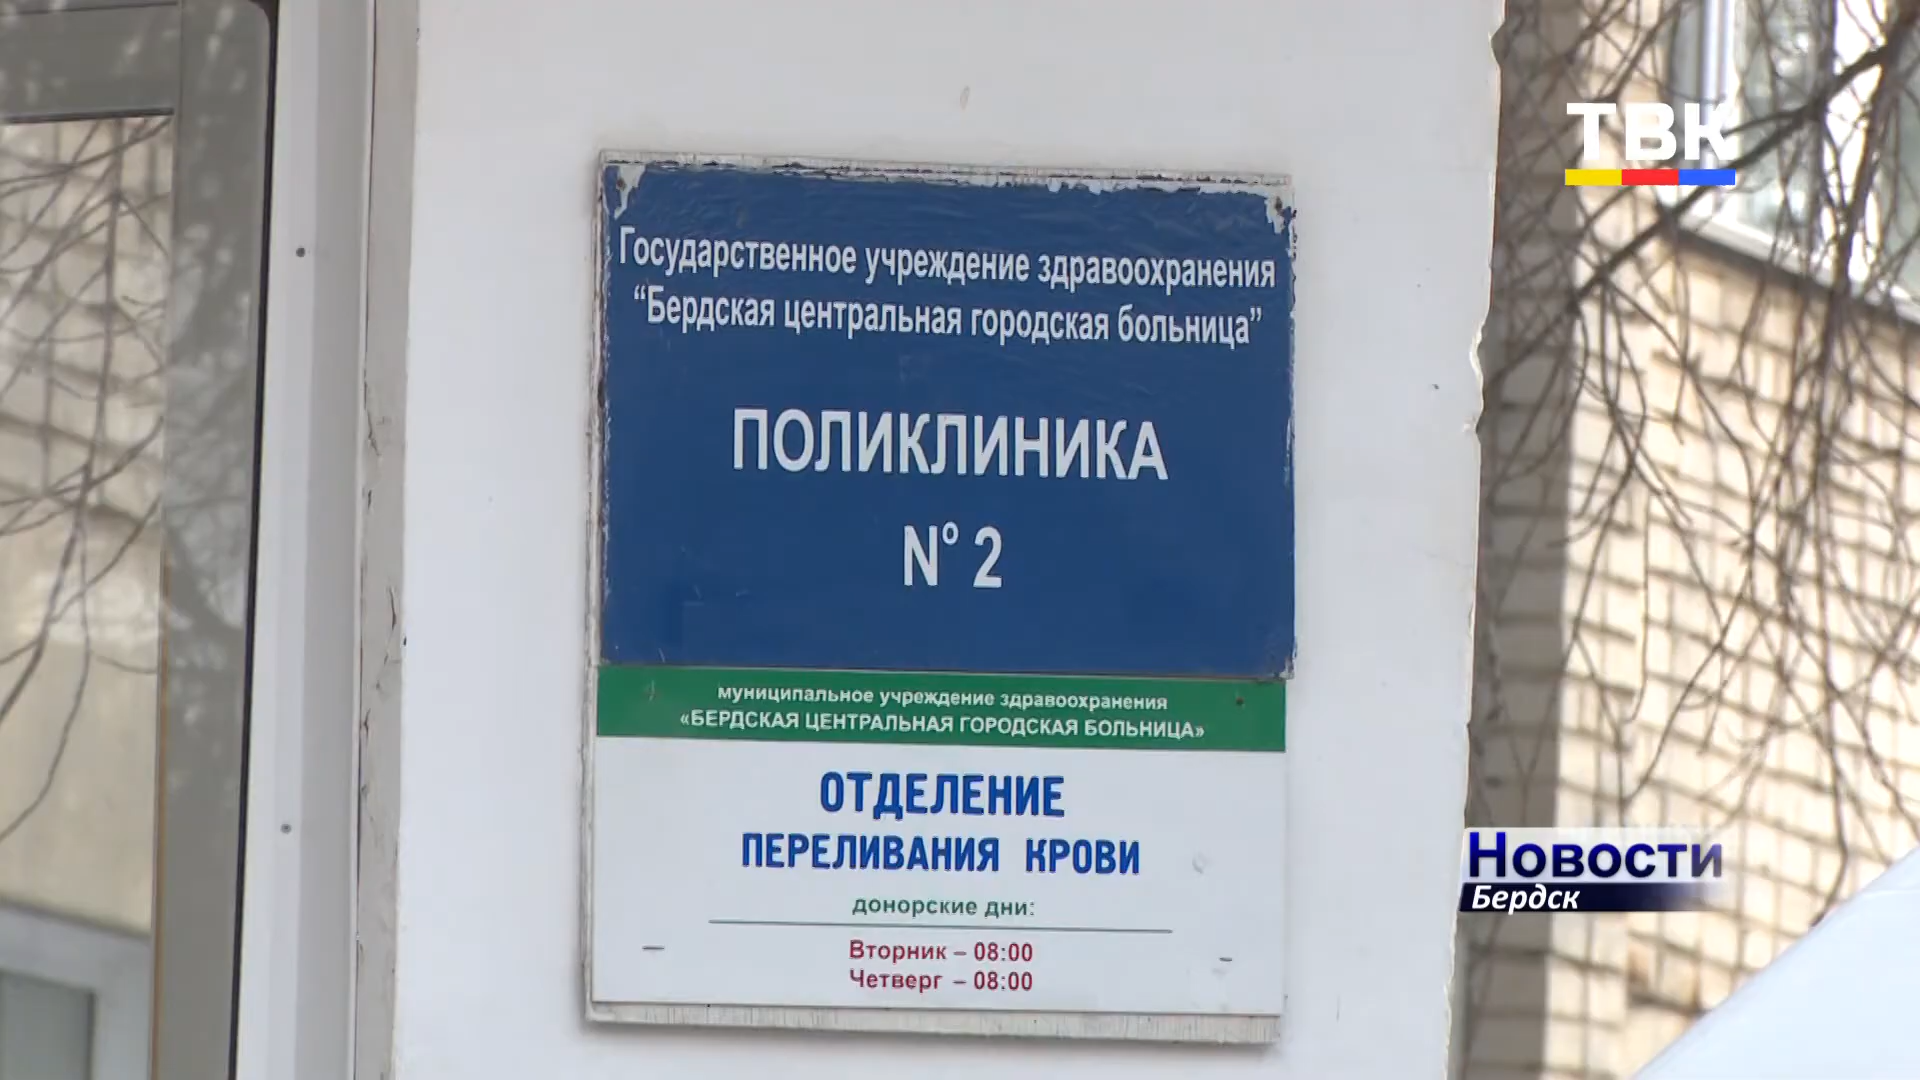 ТВК
Государственное учреждение здравоохранения
“Бердская центральная городская больница”
ПОЛИКЛИНИКА
N° 2
муниципальное учреждение здравоохранения
«БЕРДСКАЯ ЦЕНТРАЛЬНАЯ ГОРОДСКАЯ БОЛЬНИЦА»
ОТДЕЛЕНИЕ
ПЕРЕЛИВАНИЯ КРОВИ
донорские дни:
Вторник – 08:00
Четверг – 08:00
Новости
Бердск